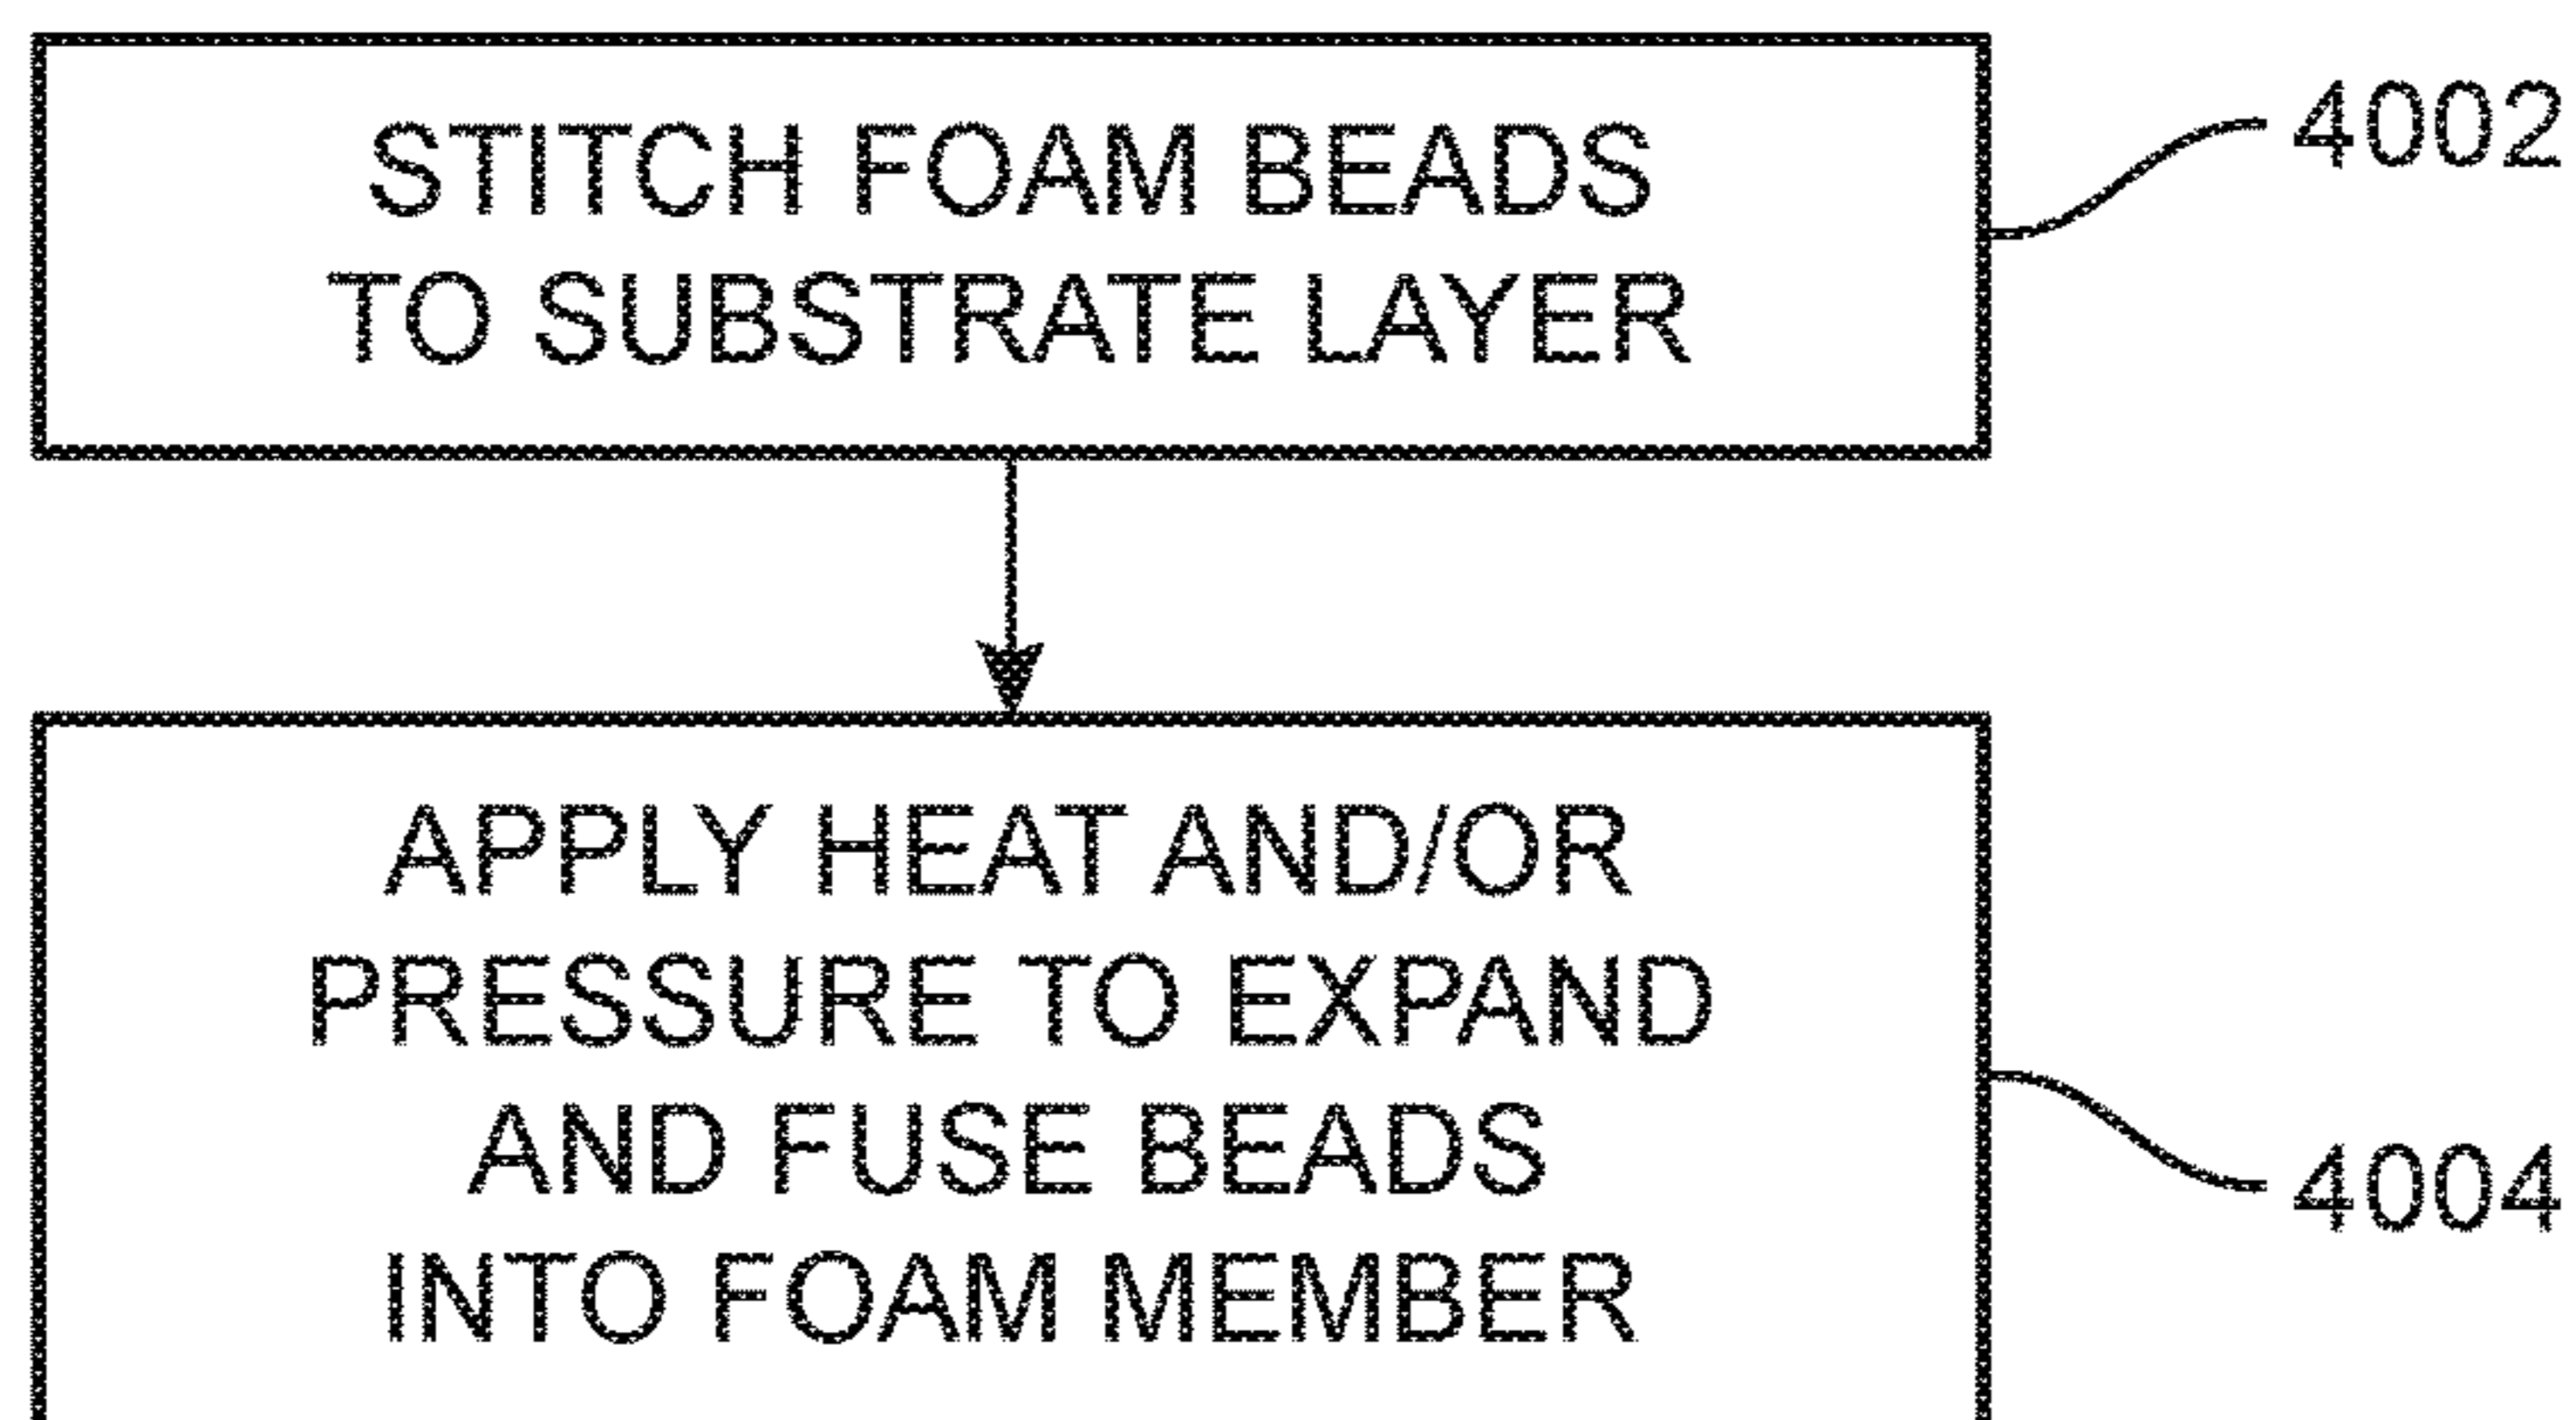 STITCH FOAM BEADS
TO SUBSTRATE LAYER
4002
APPLY HEAT AND/OR
PRESSURE TO EXPAND
AND FUSE BEADS
INTO FOAM MEMBER
4004